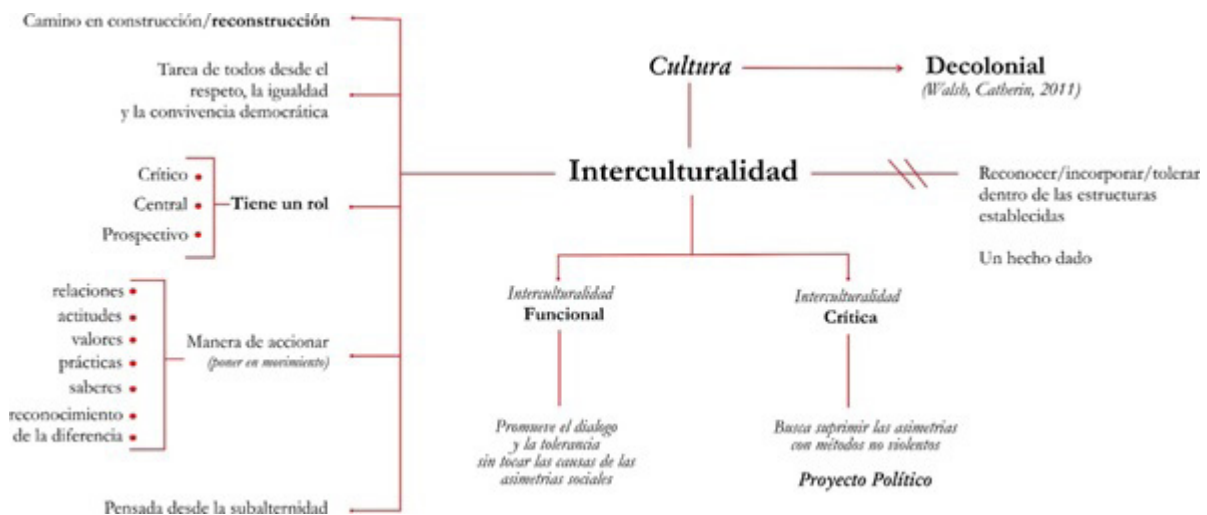 Camino en construcción/reconstrucción
Tarea de todos desde el
respeto, la igualdad
y la convivencia democrática
Crítico
Central
Prospectivo
Tiene un rol
relaciones
actitudes
valores
prácticas
saberes
reconocimiento
de la diferencia
Manera de accionar
(poner en movimiento)
Pensada desde la subalternidad
Cultura
Decolonial
(Walsh, Catherin, 2011)
Interculturalidad
Reconocer/incorporar/tolerar
dentro de las estructuras
establecidas
Un hecho dado
Interculturalidad
Funcional
Promueve el dialogo
y la tolerancia
sin tocar las causas de las
asimetrias sociales
Interculturalidad
Crítica
Busca suprimir las asimetrías
con métodos no violentos
Proyecto Político